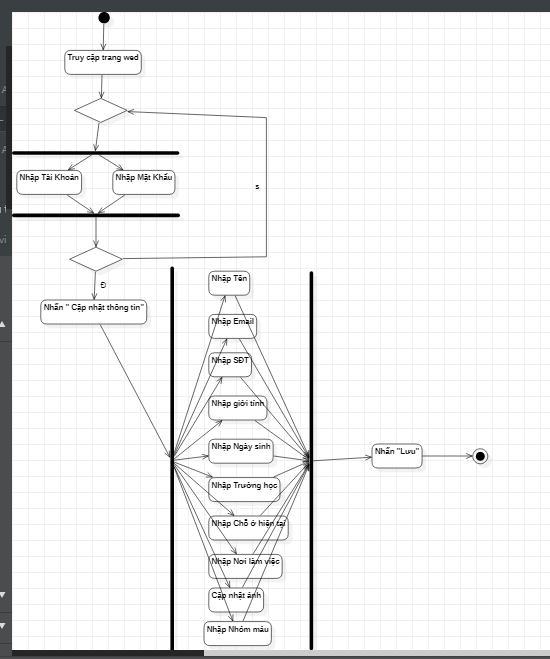 Truy cập trang wed
Nhập Tài Khoản
Nhập Mật Khẩu
s
Đ
Nhấn " Cập nhật thông tin"
Nhập Tên
Nhập Email
Nhập SĐT
Nhập giới tính
Nhập Ngày sinh
Nhập Trường học
Nhập Chỗ ở hiện tại
Nhập Nơi làm việc
Cập nhật ảnh
Nhập Nhóm máu
Nhấn "Lưu"